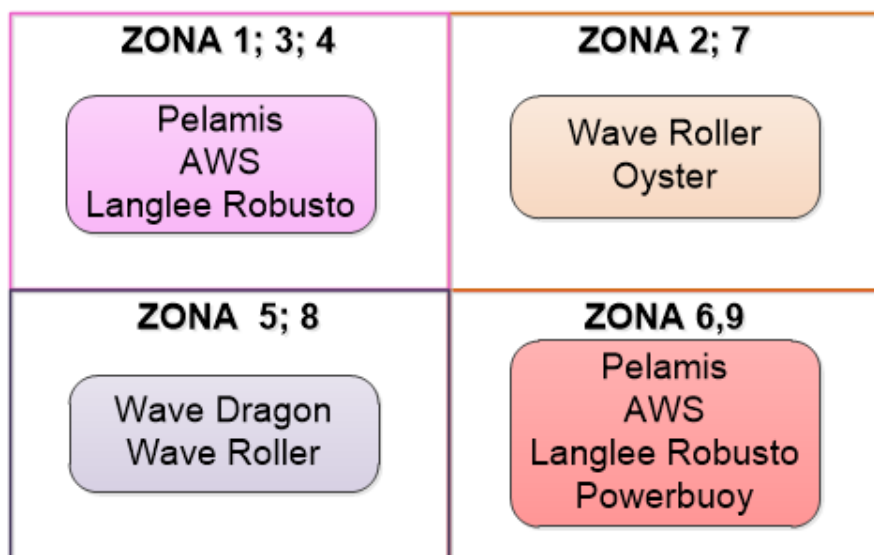 ZONA 1; 3; 4
Pelamis
AWS
Langlee Robusto
ZONA 2; 7
Wave Roller
Oyster
ZONA 5; 8
Wave Dragon
Wave Roller
ZONA 6,9
Pelamis
AWS
Langlee Robusto
Powerbuoy